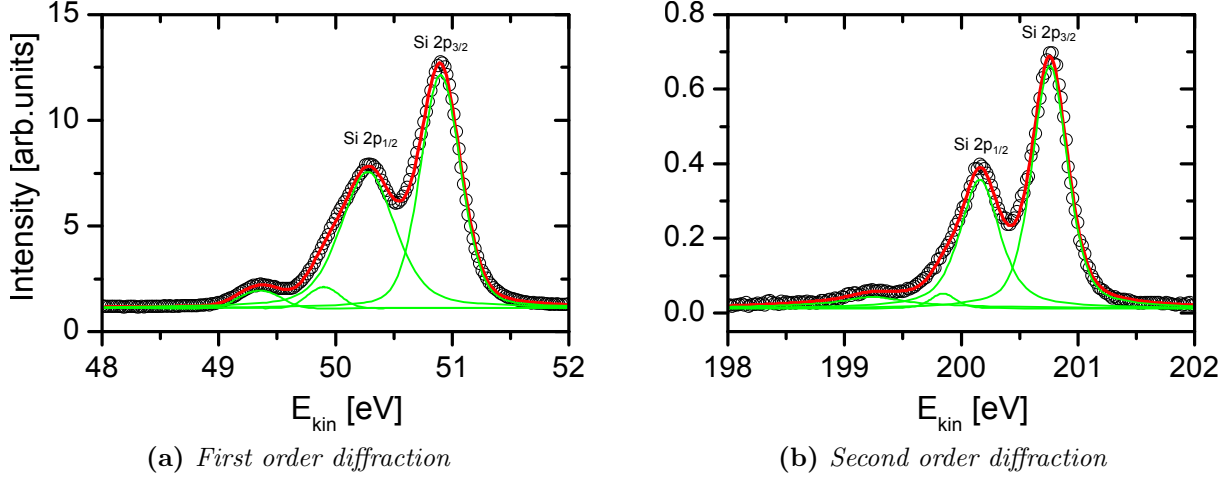 15
10
5
0
Intensity [arb.units]
Si 2p3/2
Si 2p1/2
48 49 50 51 52
Ekin [eV]
(a) First order diffraction
0.8
0.6
0.4
0.2
0.0
Si 2p3/2
Si 2p1/2
198 199 200 201 202
Ekin [eV]
(b) Second order diffraction